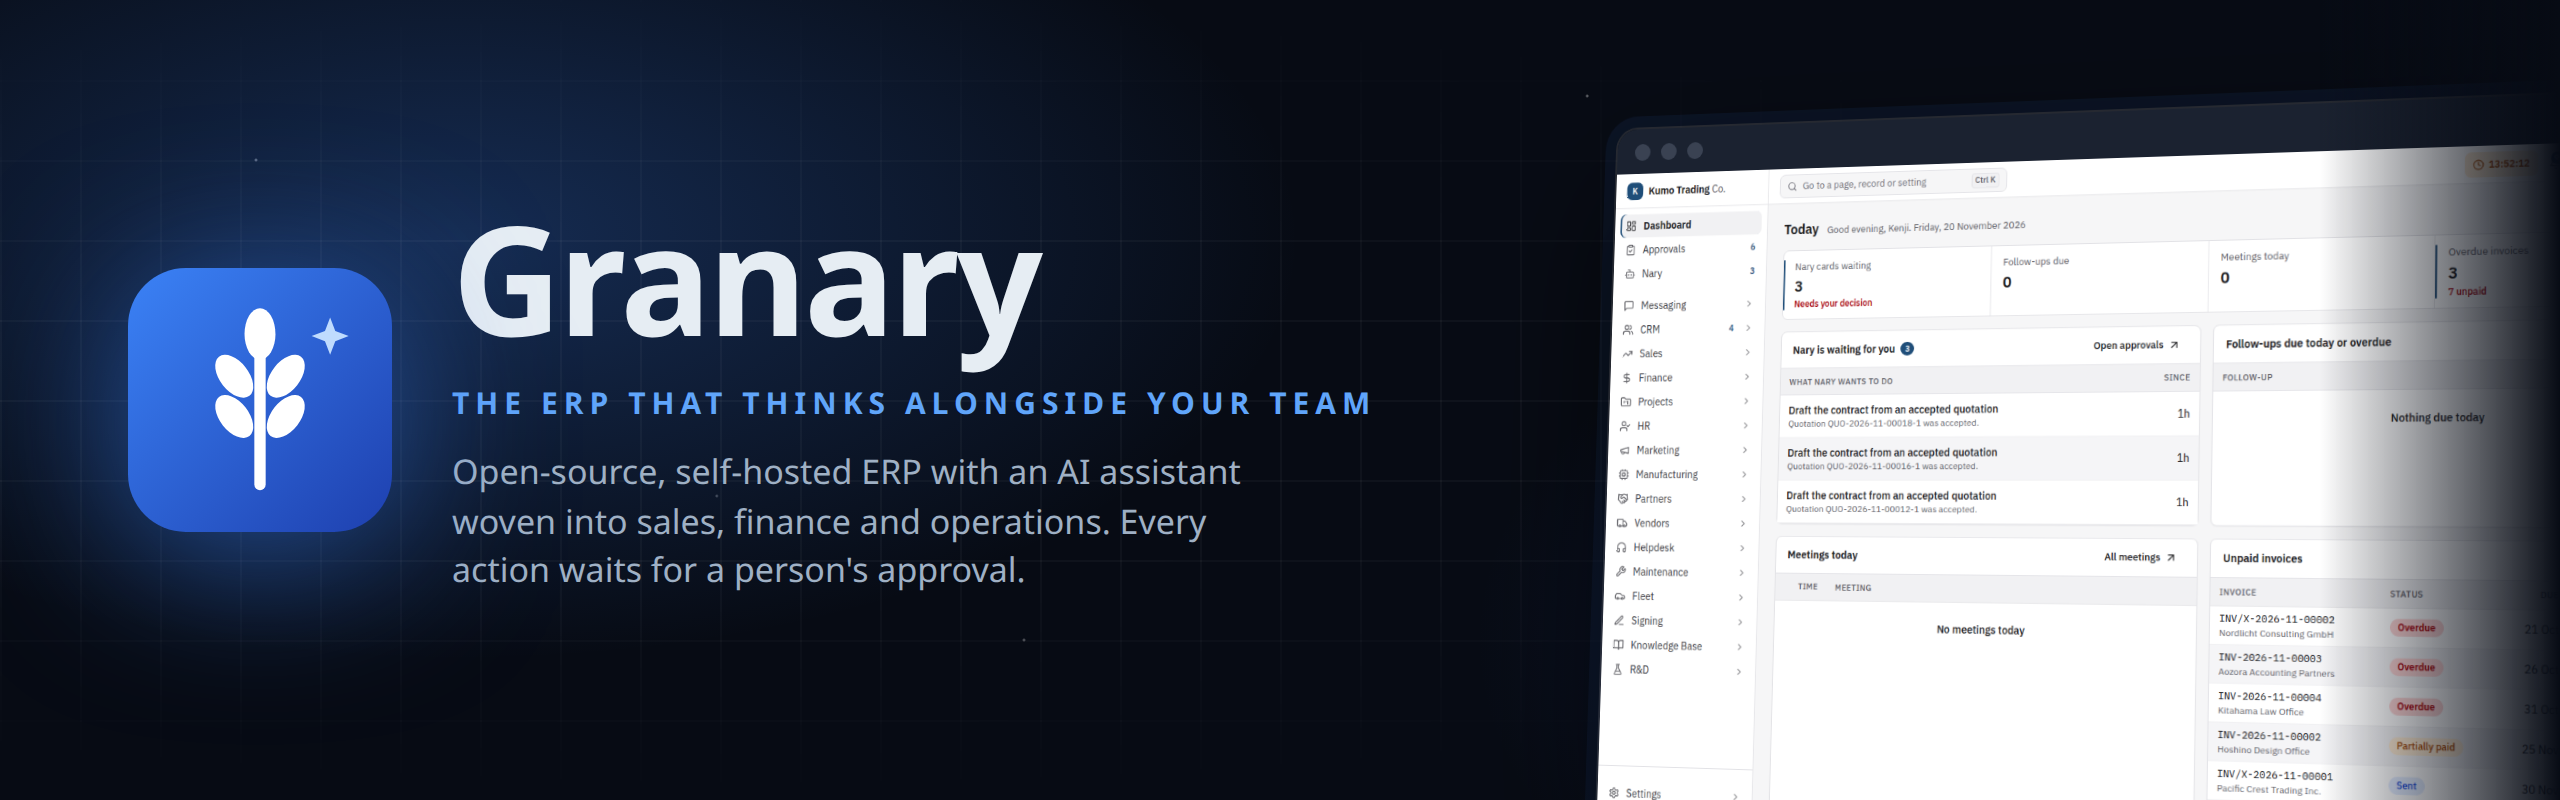 Granary
THE ERP THAT THINKS ALONGSIDE YOUR TEAM
Open-source, self-hosted ERP with an AI assistant
woven into sales, finance and operations. Every
action waits for a person's approval.
K Kumo Trading Co.
Go to a page, record or setting Ctrl K
13:52:12
Dashboard
Approvals 6
Nary 3
Messaging
CRM 4
Sales
Finance
Projects
HR
Marketing
Manufacturing
Partners
Vendors
Helpdesk
Maintenance
Fleet
Signing
Knowledge Base
R&D
Settings
Today Good evening, Kenji. Friday, 20 November 2026
Nary cards waiting
3
Needs your decision
Follow-ups due
0
Meetings today
0
Overdue invoices
3
7 unpaid
Nary is waiting for you 3 Open approvals
WHAT NARY WANTS TO DO SINCE
Draft the contract from an accepted quotation 1h
Quotation QUO-2026-11-00018-1 was accepted.
Draft the contract from an accepted quotation 1h
Quotation QUO-2026-11-00016-1 was accepted.
Draft the contract from an accepted quotation 1h
Quotation QUO-2026-11-00012-1 was accepted.
Follow-ups due today or overdue
FOLLOW-UP
Nothing due today
Meetings today All meetings
TIME MEETING
No meetings today
Unpaid invoices
INVOICE STATUS
INV/X-2026-11-00002 Overdue 21
Nordlicht Consulting GmbH
INV-2026-11-00003 Overdue 26
Aozora Accounting Partners
INV-2026-11-00004 Overdue 31
Kitahama Law Office
INV-2026-11-00002 Partially paid 25
Hoshino Design Office
INV/X-2026-11-00001 Sent 30
Pacific Crest Trading Inc.